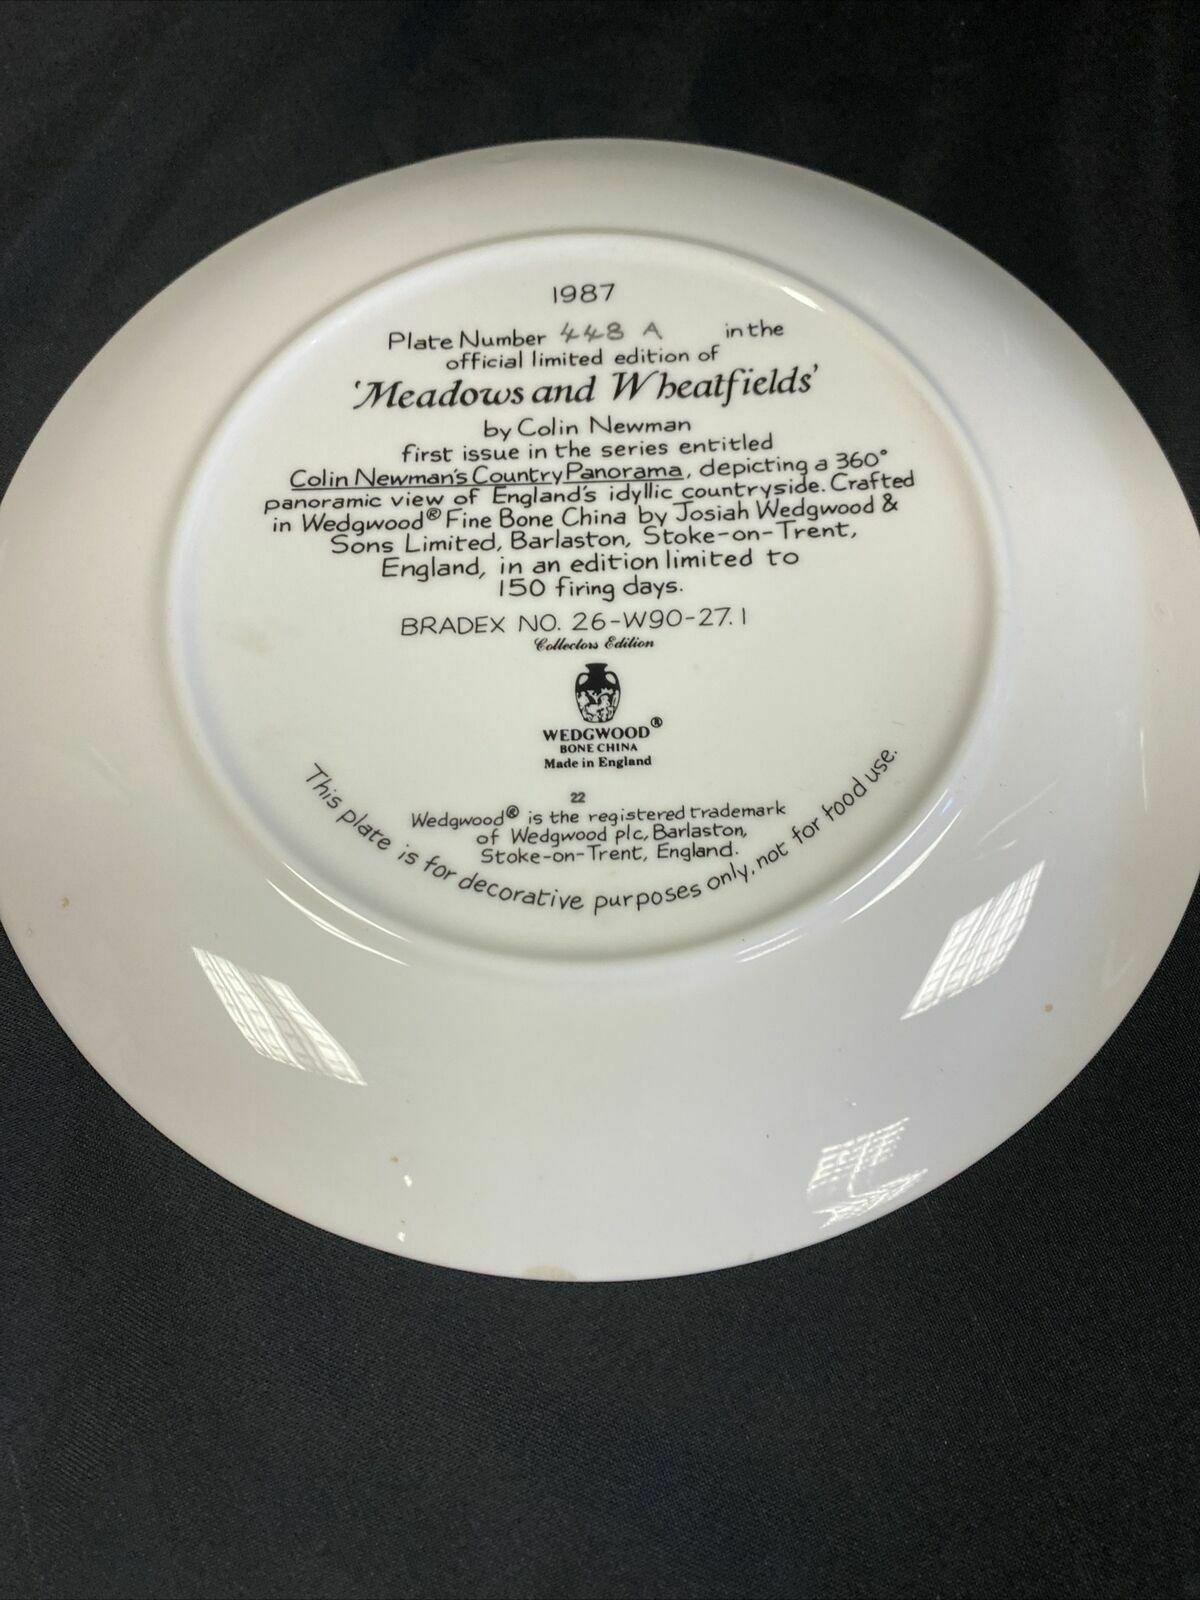 1987
Plate Number 448 A in the
official limited edition of
'Meadows and Wheatfields'
by Colin Newman
first issue in the series entitled
Colin Newman's Country Panorama, depicting a 360°
panoramic view of England's idyllic countryside. Crafted
in Wedgwood® Fine Bone China by Josiah Wedgwood &
Sons Limited, Barlaston, Stoke-on-Trent,
England, in an edition limited to
150 firing days.
BRADEX NO. 26-W90-27.1
Collectors Edition
WEDGWOOD®
BONE CHINA
Made in England
22
Wedgwood® is the registered trademark
of Wedgwood plc, Barlaston,
Stoke-on-Trent, England.
This plate is for decorative purposes only, not for food use.